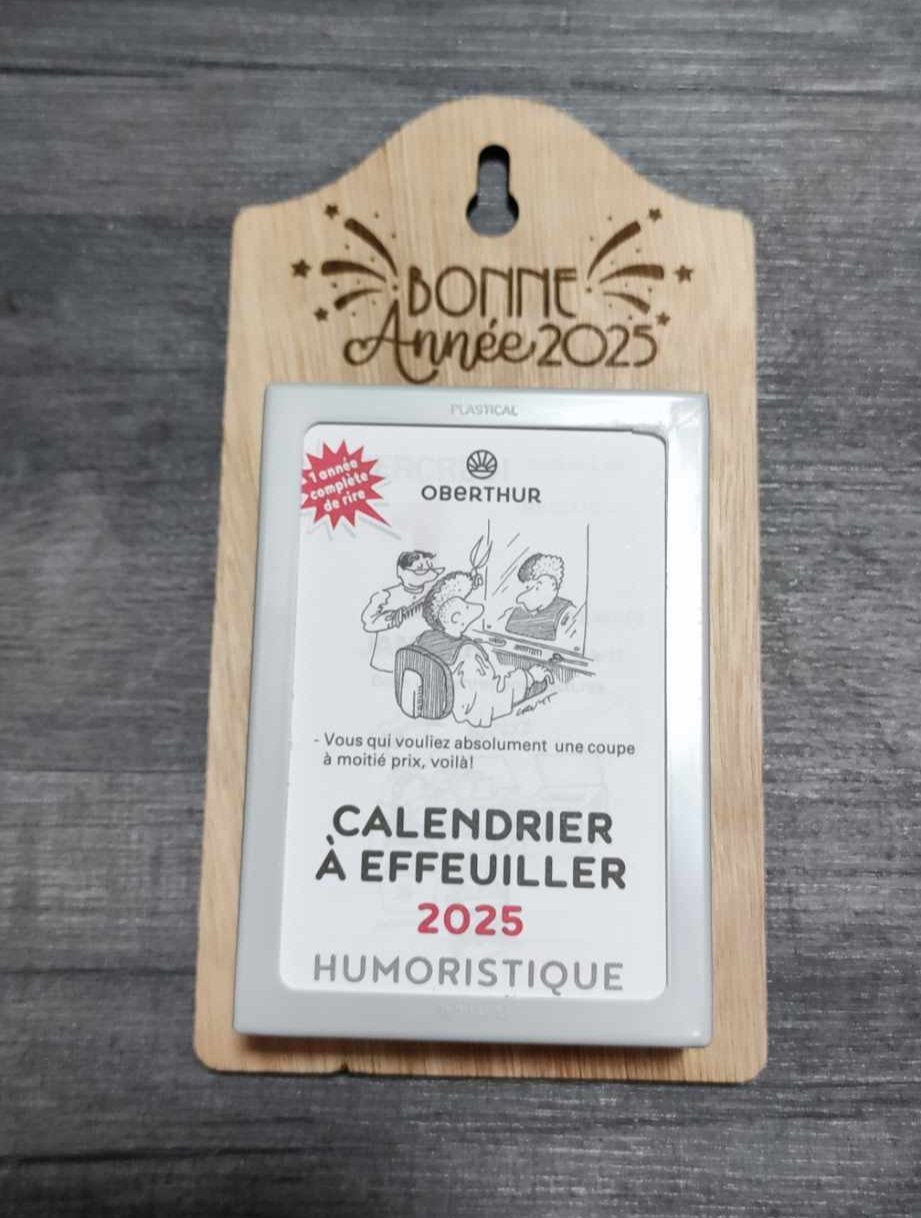 BONNE
Année 2025
PLASTICAL
1 année
complète
de rire
OBERTHUR
- Vous qui vouliez absolument une coupe
à moitié prix, voilà!
CALENDRIER
À EFFEUILLER
2025
HUMORISTIQUE